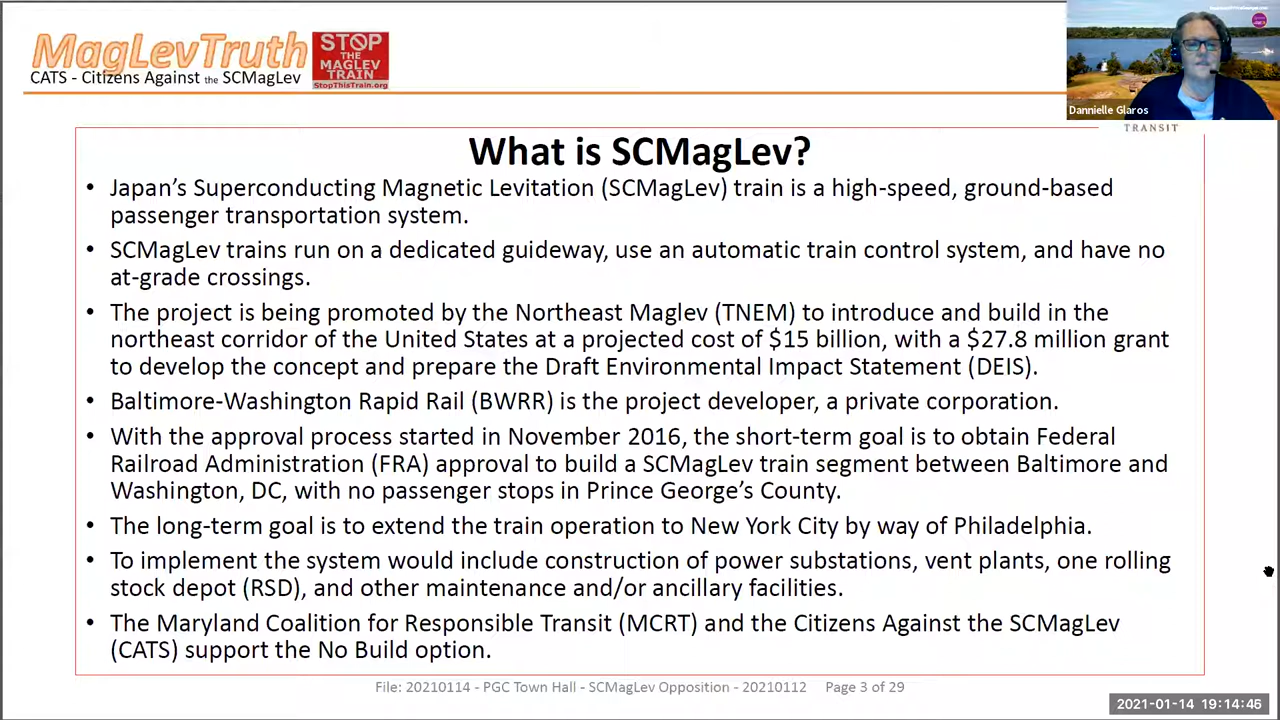 MagLevTruth
CATS - Citizens Against the SCMagLev
STOP
THE
MAGLEV
TRAIN
StopThisTrain.org
Dannielle Glaros
TRANSIT
What is SCMagLev?
• Japan's Superconducting Magnetic Levitation (SCMagLev) train is a high-speed, ground-based
passenger transportation system.
• SCMagLev trains run on a dedicated guideway, use an automatic train control system, and have no
at-grade crossings.
• The project is being promoted by the Northeast Maglev (TNEM) to introduce and build in the
northeast corridor of the United States at a projected cost of $15 billion, with a $27.8 million grant
to develop the concept and prepare the Draft Environmental Impact Statement (DEIS).
• Baltimore-Washington Rapid Rail (BWRR) is the project developer, a private corporation.
• With the approval process started in November 2016, the short-term goal is to obtain Federal
Railroad Administration (FRA) approval to build a SCMagLev train segment between Baltimore and
Washington, DC, with no passenger stops in Prince George's County.
• The long-term goal is to extend the train operation to New York City by way of Philadelphia.
• To implement the system would include construction of power substations, vent plants, one rolling
stock depot (RSD), and other maintenance and/or ancillary facilities.
• The Maryland Coalition for Responsible Transit (MCRT) and the Citizens Against the SCMagLev
(CATS) support the No Build option.
File: 20210114 - PGC Town Hall - SCMagLev Opposition - 20210112 Page 3 of 29
2021-01-14 19:14:45